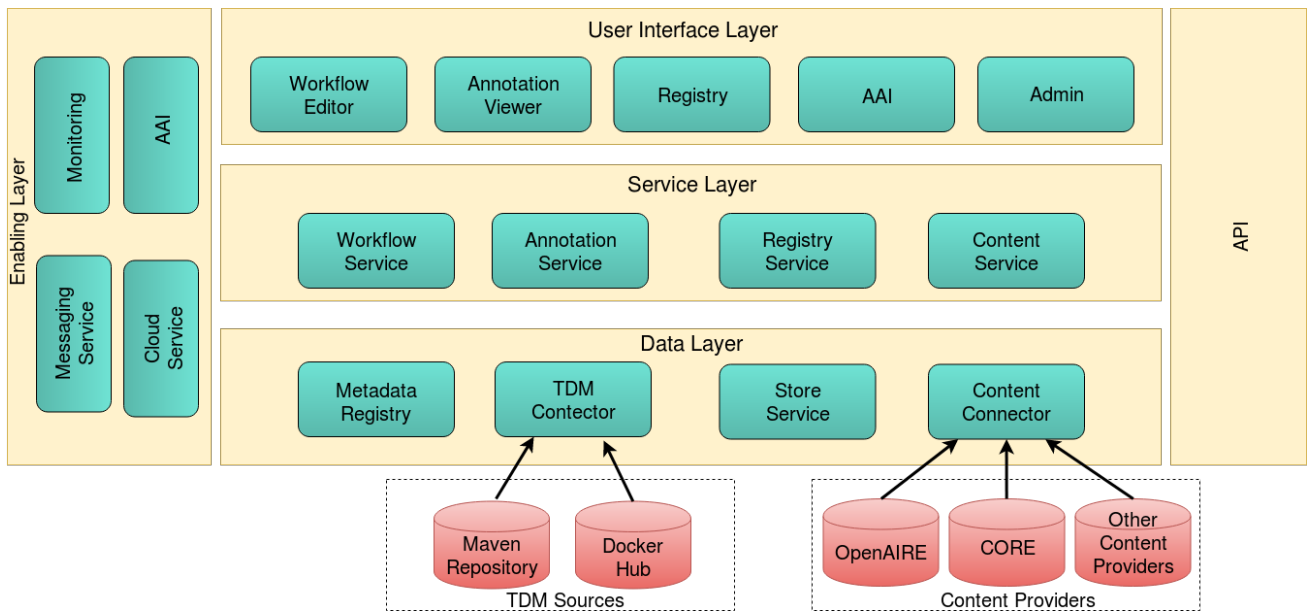 User Interface Layer
Workflow
Editor
Annotation
Viewer
Registry
AAI
Admin
Enabling Layer
Monitoring
AAI
Messaging
Service
Cloud
Service
Service Layer
Workflow
Service
Annotation
Service
Registry
Service
Content
Service
API
Data Layer
Metadata
Registry
TDM
Contector
Store
Service
Content
Connector
Maven
Repository
Docker
Hub
TDM Sources
OpenAIRE
CORE
Other
Content
Providers
Content Providers